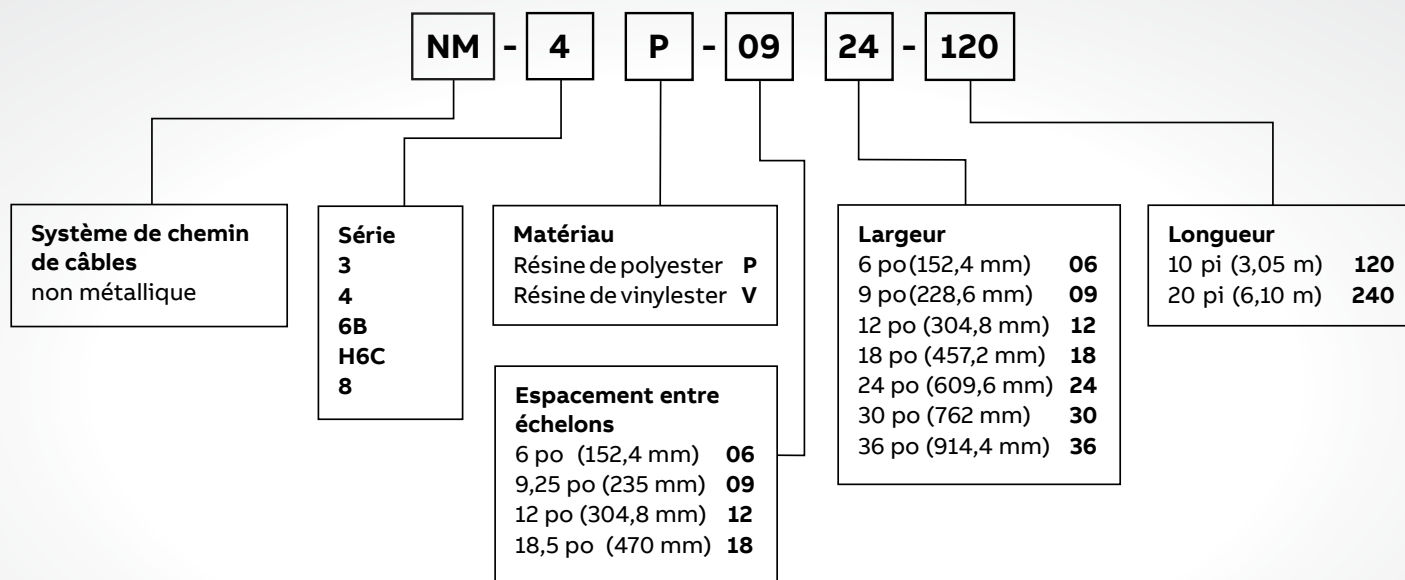 NM - 4 P - 09 24 - 120
Système de chemin
de câbles
non métallique
Série
3
4
6B
H6C
8
Matériau
Résine de polyester P
Résine de vinylester V
Espacement entre
échelons
6 po (152,4 mm) 06
9,25 po (235 mm) 09
12 po (304,8 mm) 12
18,5 po (470 mm) 18
Largeur
6 po (152,4 mm) 06
9 po (228,6 mm) 09
12 po (304,8 mm) 12
18 po (457,2 mm) 18
24 po (609,6 mm) 24
30 po (762 mm) 30
36 po (914,4 mm) 36
Longueur
10 pi (3,05 m) 120
20 pi (6,10 m) 240